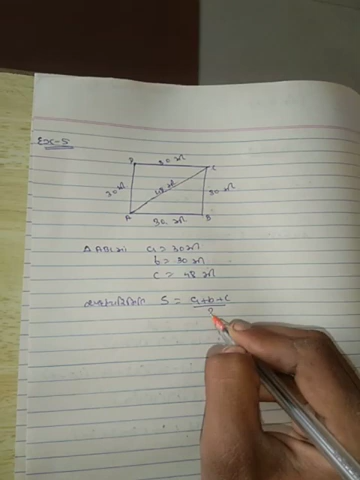 Ex-5
D 30 મી C
30 મી 48 મી 30 મી
A 30 મી B
Δ ABC માં a = 30 મી
b = 30 મી
c = 48 મી
અર્ધપરિમિતિ S = a+b+c
2